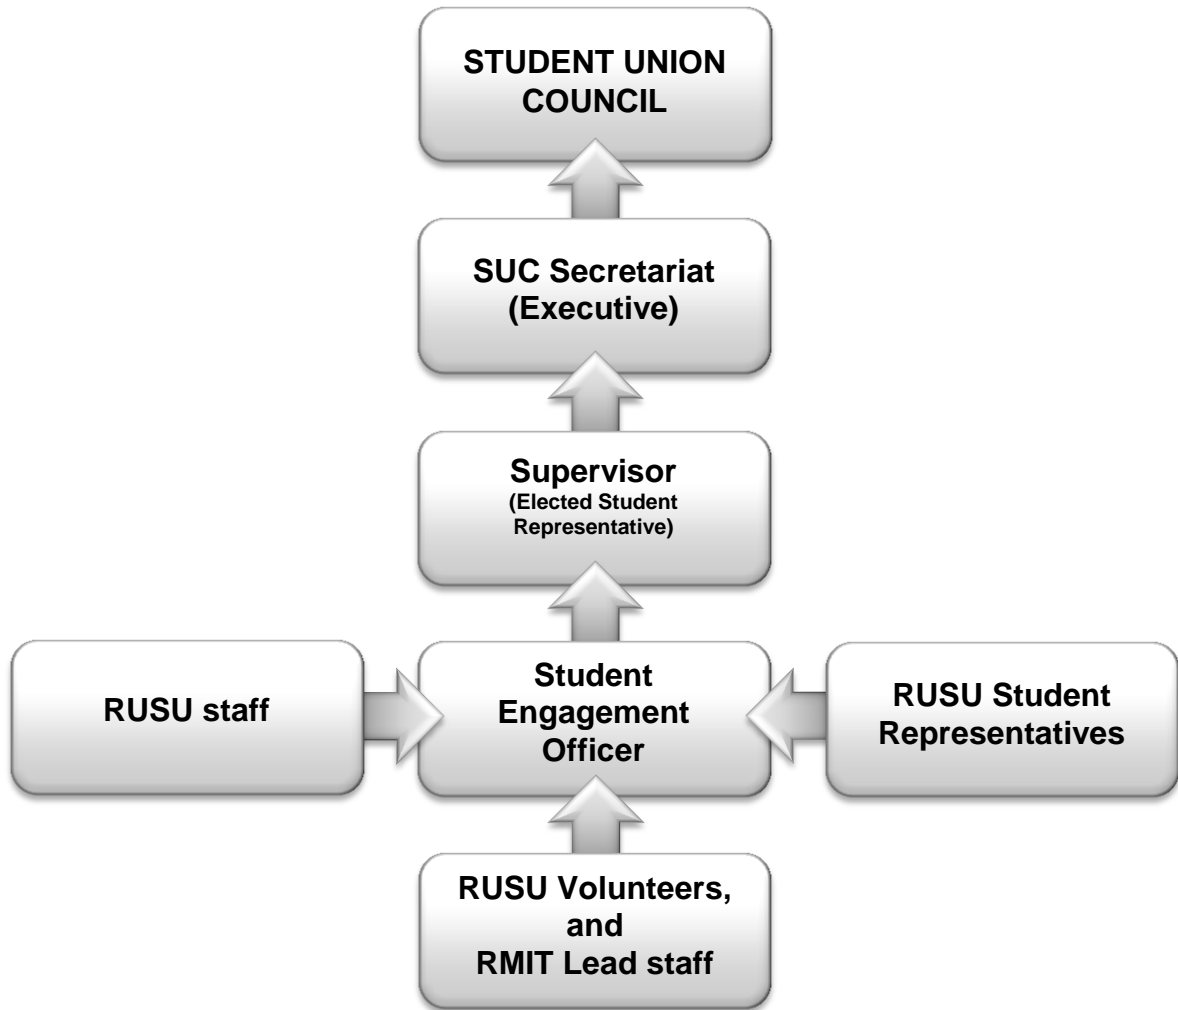 STUDENT UNION
COUNCIL
SUC Secretariat
(Executive)
Supervisor
(Elected Student
Representative)
RUSU staff
Student
Engagement
Officer
RUSU Student
Representatives
RUSU Volunteers,
and
RMIT Lead staff